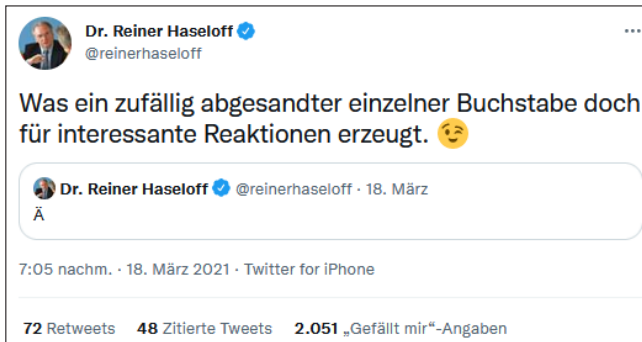 Dr. Reiner Haseloff
@reinerhaseloff
Was ein zufällig abgesandter einzelner Buchstabe doch
für interessante Reaktionen erzeugt. 😉
Dr. Reiner Haseloff @reinerhaseloff · 18. März
Ä
7:05 nachm. · 18. März 2021 · Twitter for iPhone
72 Retweets 48 Zitierte Tweets 2.051 „Gefällt mir“-Angaben